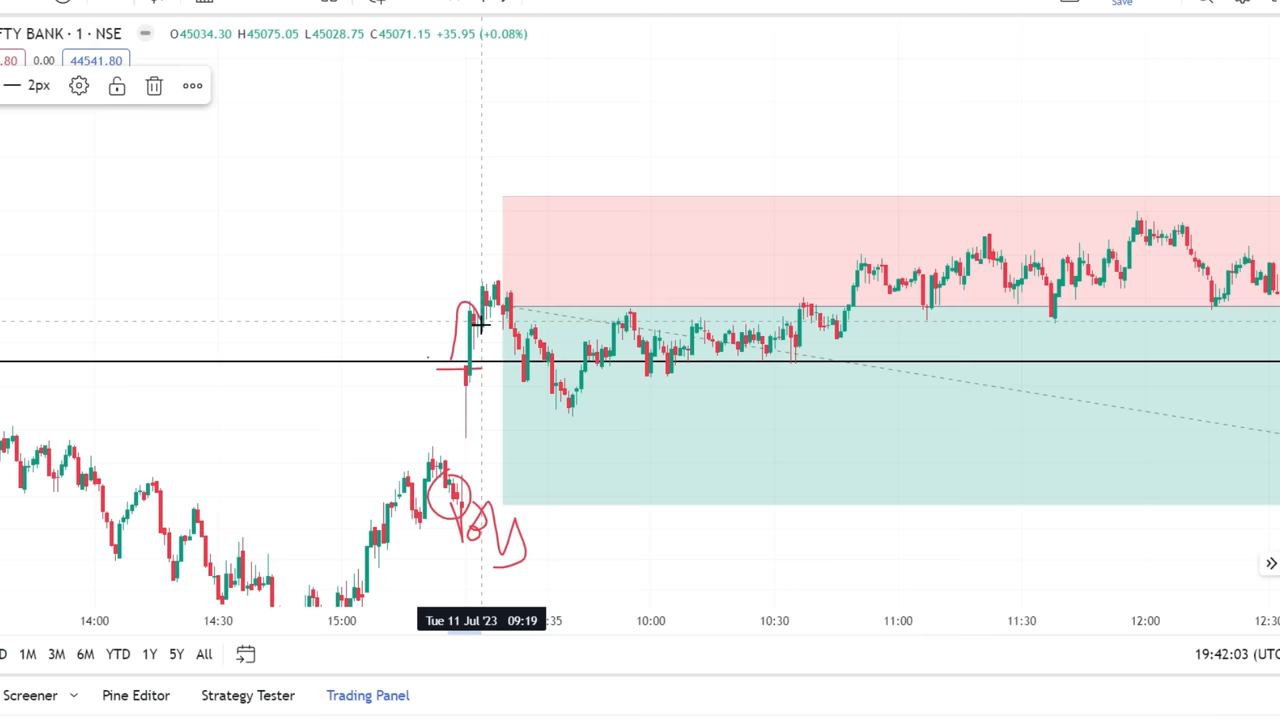 Save
FTY BANK · 1 · NSE O45034.30 H45075.05 L45028.75 C45071.15 +35.95 (+0.08%)
.80 0.00 44541.80
2px
BUY
14:00 14:30 15:00 Tue 11 Jul '23 09:19 :35 10:00 10:30 11:00 11:30 12:00 12:30
D 1M 3M 6M YTD 1Y 5Y All 19:42:03 (UTC
Screener Pine Editor Strategy Tester Trading Panel